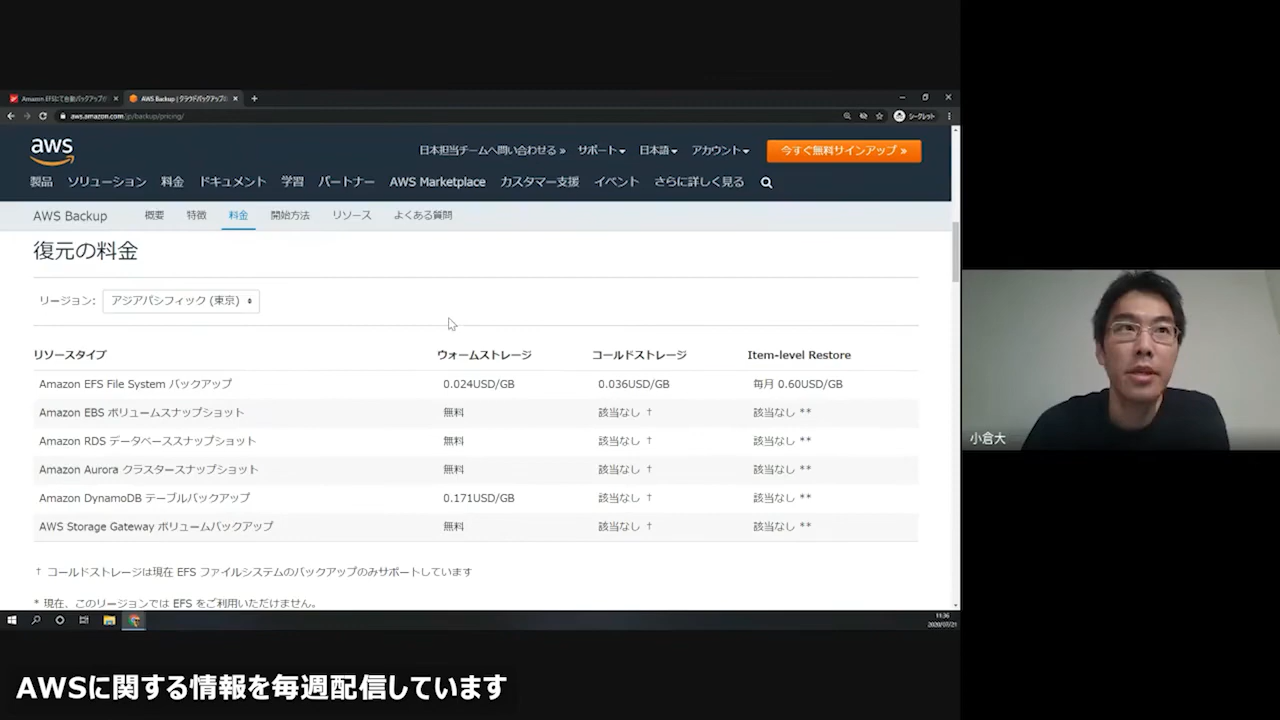 Amazon EFSにて自動バックアップの
AWS Backup | クラウドバックアップの
aws.amazon.com/jp/backup/pricing/
シークレット
aws
日本担当チームへ問い合わせる »
サポート
日本語
アカウント
今すぐ無料サインアップ »
製品 ソリューション 料金 ドキュメント 学習 パートナー AWS Marketplace カスタマー支援 イベント さらに詳しく見る
AWS Backup 概要 特徴 料金 開始方法 リソース よくある質問
復元の料金
リージョン: アジアパシフィック (東京)
リソースタイプ ウォームストレージ コールドストレージ Item-level Restore
Amazon EFS File System バックアップ 0.024USD/GB 0.036USD/GB 毎月 0.60USD/GB
Amazon EBS ボリュームスナップショット 無料 該当なし † 該当なし **
Amazon RDS データベーススナップショット 無料 該当なし † 該当なし **
Amazon Aurora クラスタースナップショット 無料 該当なし † 該当なし **
Amazon DynamoDB テーブルバックアップ 0.171USD/GB 該当なし † 該当なし **
AWS Storage Gateway ボリュームバックアップ 無料 該当なし † 該当なし **
† コールドストレージは現在 EFS ファイルシステムのバックアップのみサポートしています
* 現在、このリージョンでは EFS をご利用いただけません。
11:36
2020/07/21
小倉大
AWSに関する情報を毎週配信しています